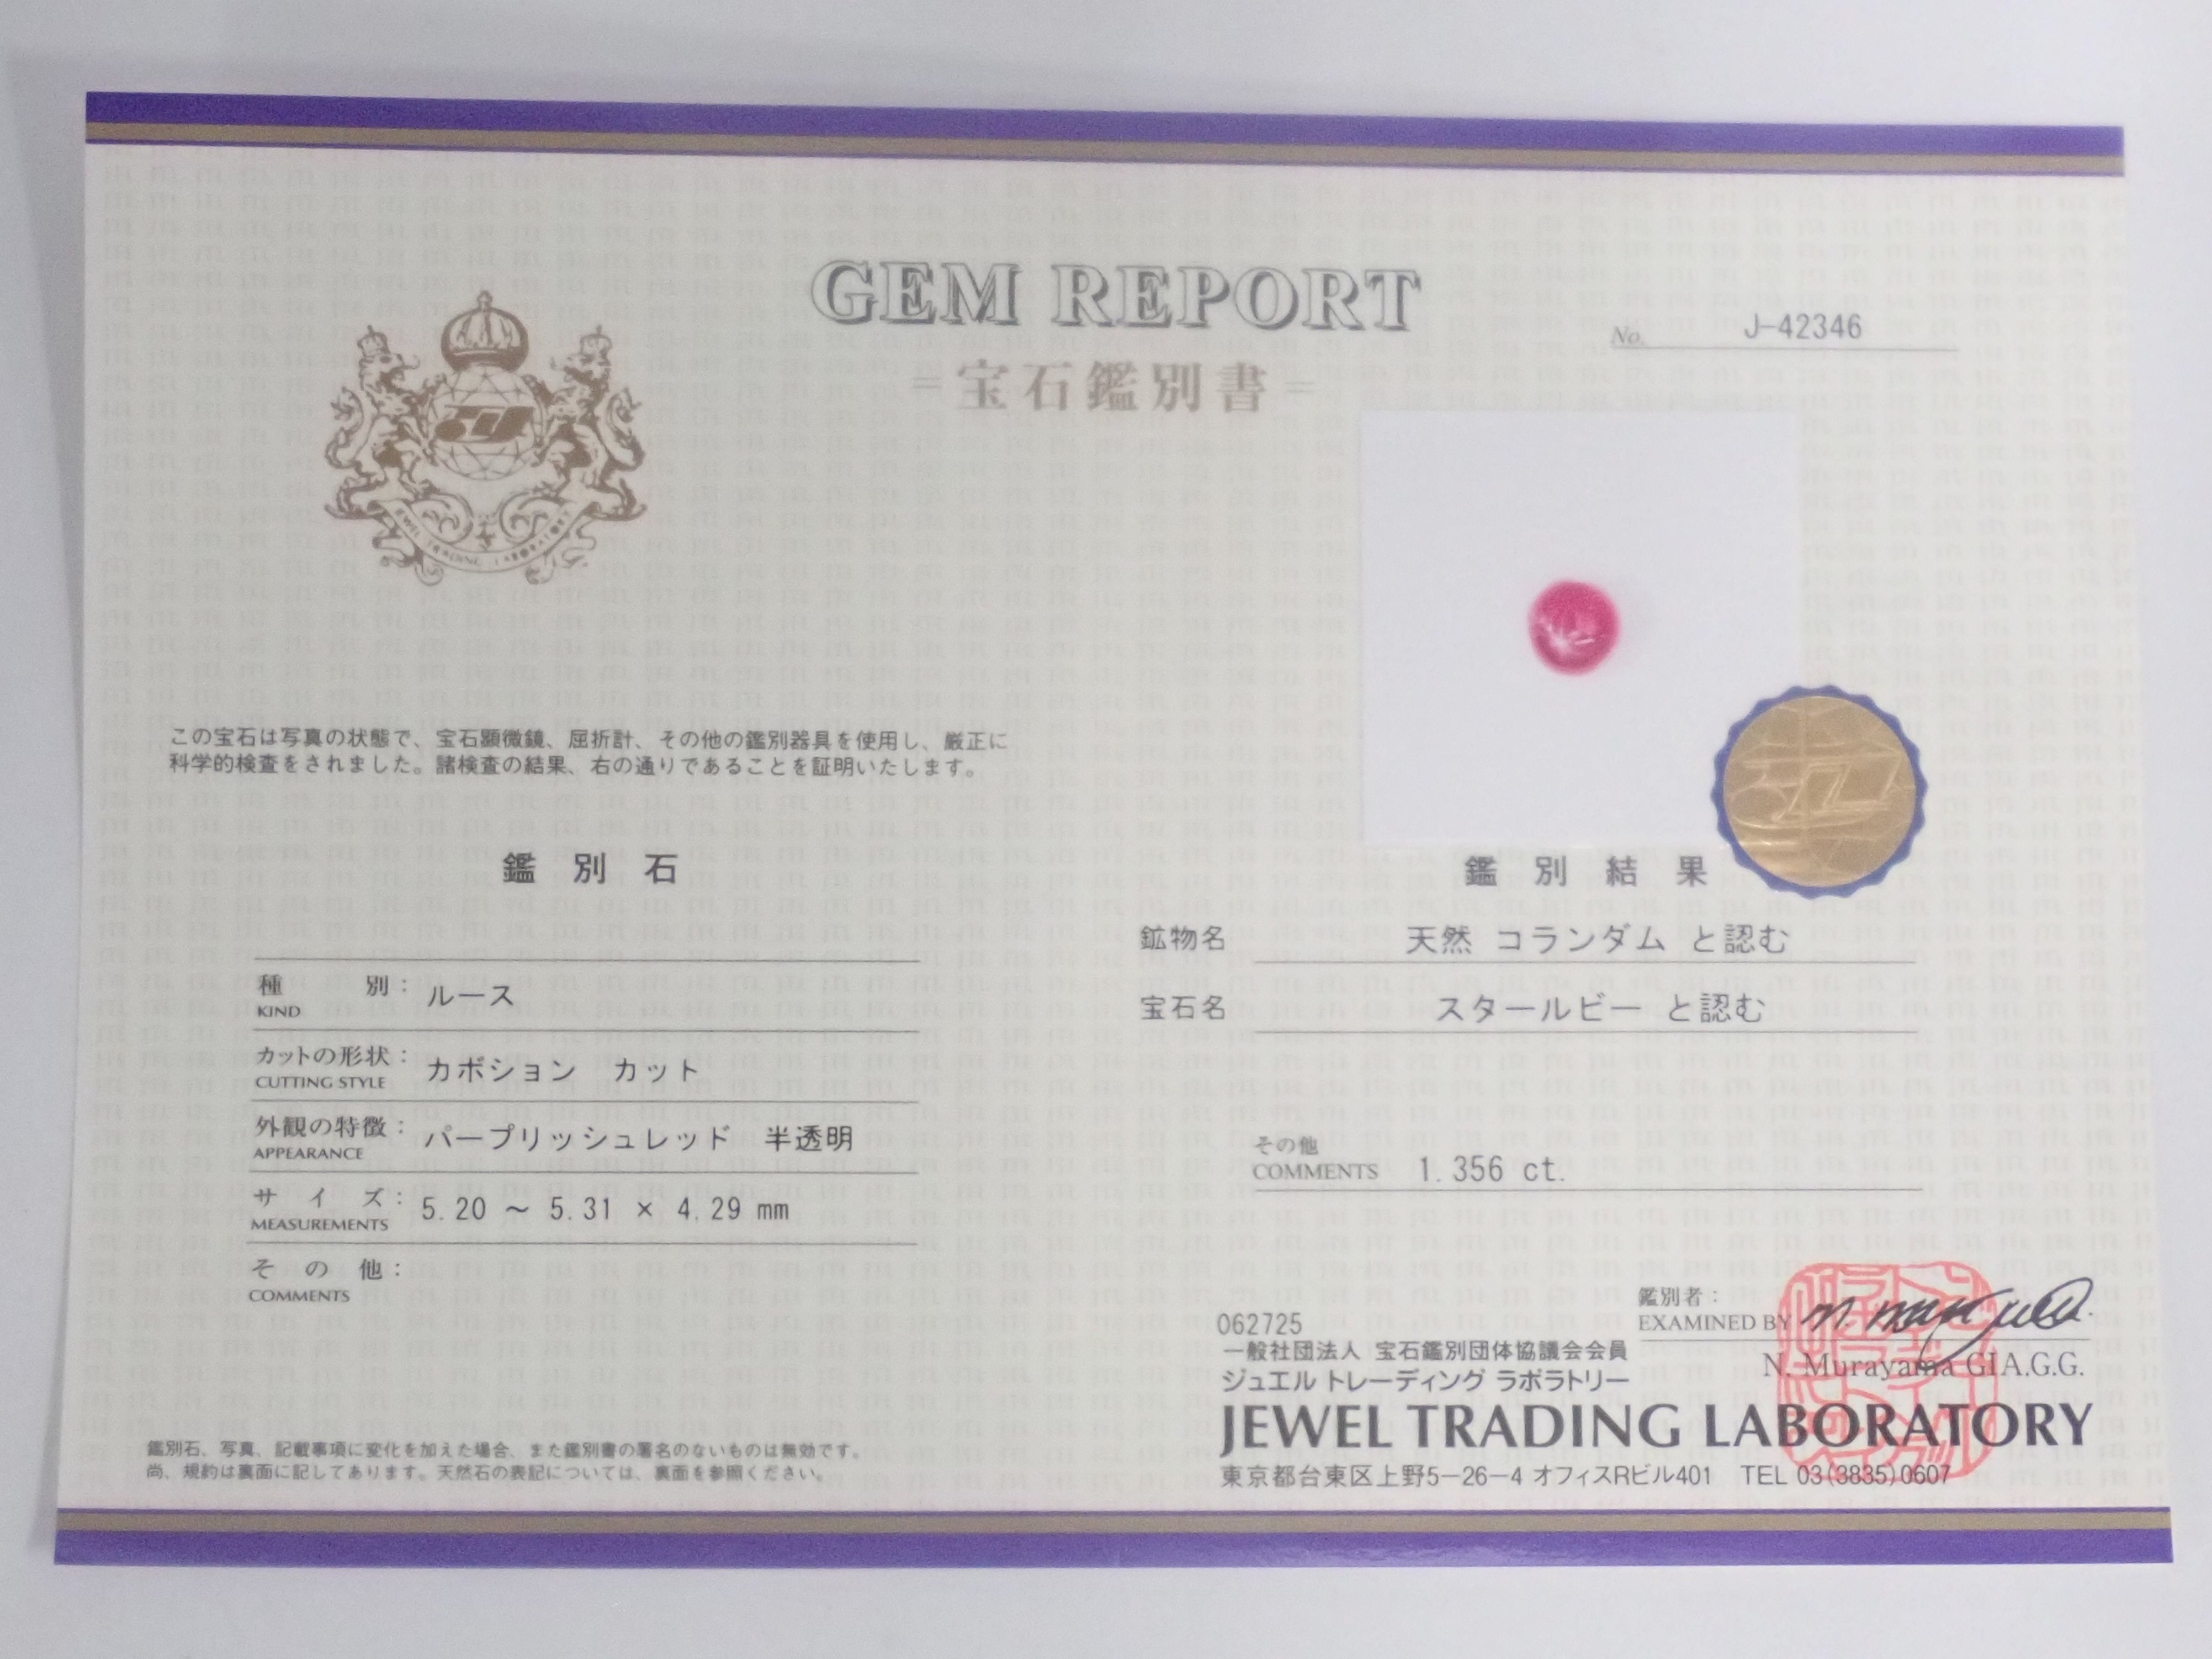 GEM REPORT
No. J-42346
=宝石鑑別書=
JEWEL TRADING LABORATORY
この宝石は写真の状態で、宝石顕微鏡、屈折計、その他の鑑別器具を使用し、厳正に
科学的検査をされました。諸検査の結果、右の通りであることを証明いたします。
鑑別石
種別: ルース
KIND
カットの形状: カボション カット
CUTTING STYLE
外観の特徴: パープリッシュレッド 半透明
APPEARANCE
サイズ: 5.20 ～ 5.31 × 4.29 mm
MEASUREMENTS
その他:
COMMENTS
鑑別石、写真、記載事項に変化を加えた場合、また鑑別書の署名のないものは無効です。
尚、規約は裏面に記してあります。天然石の表記については、裏面を参照ください。
鑑別結果
鉱物名 天然 コランダム と認む
宝石名 スタールビー と認む
その他
COMMENTS 1.356 ct.
鑑別者:
EXAMINED BY
N. Murayama GIA.G.G.
062725
一般社団法人 宝石鑑別団体協議会会員
ジュエル トレーディング ラボラトリー
JEWEL TRADING LABORATORY
東京都台東区上野5-26-4 オフィスRビル401 TEL 03(3835)0607